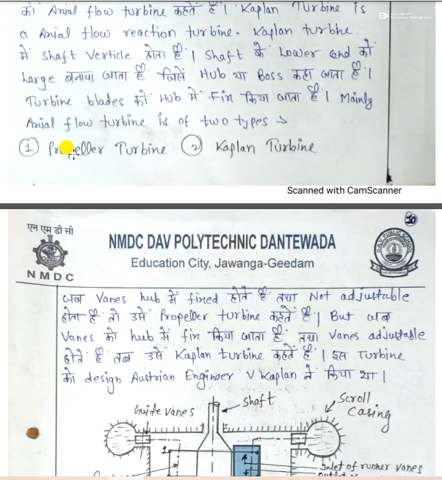 को Axial flow turbine कहते हैं। Kaplan Turbine is
a Axial flow reaction turbine. Kaplan turbine
में Shaft Verticle होता है। Shaft के Lower end को
Large बनाया जाता है जिसे Hub या Boss कहा जाता है।
Turbine blades को Hub में Fix किया जाता है। Mainly
Axial flow turbine is of two types →
① Propeller Turbine ② Kaplan Turbine
Scanned with CamScanner
एन एम डी सी
NMDC
NMDC DAV POLYTECHNIC DANTEWADA
Education City, Jawanga-Geedam
जब Vanes hub में fixed होते हैं तथा Not adjustable
होता है तो उसे Propeller turbine कहते हैं। But जब
Vanes को hub में fix किया जाता है तथा Vanes adjustable
होते हैं तब उसे Kaplan turbine कहते हैं। इस Turbine
को design Austrian Engineer V Kaplan ने किया था।
Guide vanes
Shaft
Scroll
Casing
Inlet of runner vanes